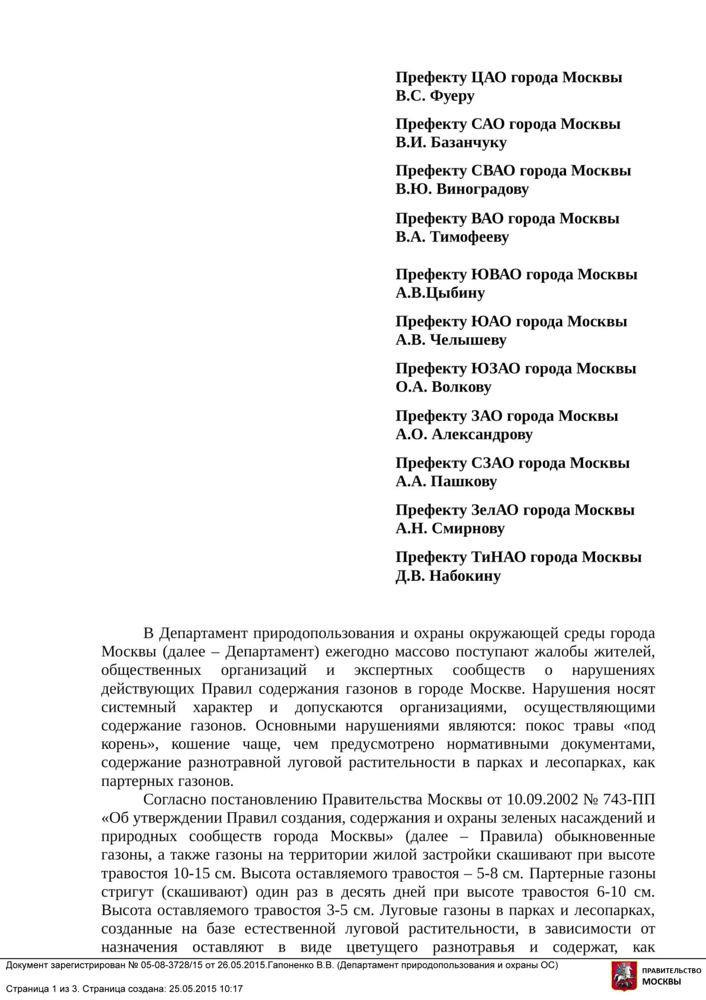 Префекту ЦАО города Москвы
В.С. Фуеру
Префекту САО города Москвы
В.И. Базанчуку
Префекту СВАО города Москвы
В.Ю. Виноградову
Префекту ВАО города Москвы
В.А. Тимофееву
Префекту ЮВАО города Москвы
А.В.Цыбину
Префекту ЮАО города Москвы
А.В. Челышеву
Префекту ЮЗАО города Москвы
О.А. Волкову
Префекту ЗАО города Москвы
А.О. Александрову
Префекту СЗАО города Москвы
А.А. Пашкову
Префекту ЗелАО города Москвы
А.Н. Смирнову
Префекту ТиНАО города Москвы
Д.В. Набокину
В Департамент природопользования и охраны окружающей среды города
Москвы (далее – Департамент) ежегодно массово поступают жалобы жителей,
общественных организаций и экспертных сообществ о нарушениях
действующих Правил содержания газонов в городе Москве. Нарушения носят
системный характер и допускаются организациями, осуществляющими
содержание газонов. Основными нарушениями являются: покос травы «под
корень», кошение чаще, чем предусмотрено нормативными документами,
содержание разнотравной луговой растительности в парках и лесопарках, как
партерных газонов.
Согласно постановлению Правительства Москвы от 10.09.2002 № 743-ПП
«Об утверждении Правил создания, содержания и охраны зеленых насаждений и
природных сообществ города Москвы» (далее – Правила) обыкновенные
газоны, а также газоны на территории жилой застройки скашивают при высоте
травостоя 10-15 см. Высота оставляемого травостоя – 5-8 см. Партерные газоны
стригут (скашивают) один раз в десять дней при высоте травостоя 6-10 см.
Высота оставляемого травостоя 3-5 см. Луговые газоны в парках и лесопарках,
созданные на базе естественной луговой растительности, в зависимости от
назначения оставляют в виде цветущего разнотравья и содержат, как
Документ зарегистрирован № 05-08-3728/15 от 26.05.2015.Гапоненко В.В. (Департамент природопользования и охраны ОС)
Страница 1 из 3. Страница создана: 25.05.2015 10:17
ПРАВИТЕЛЬСТВО
МОСКВЫ